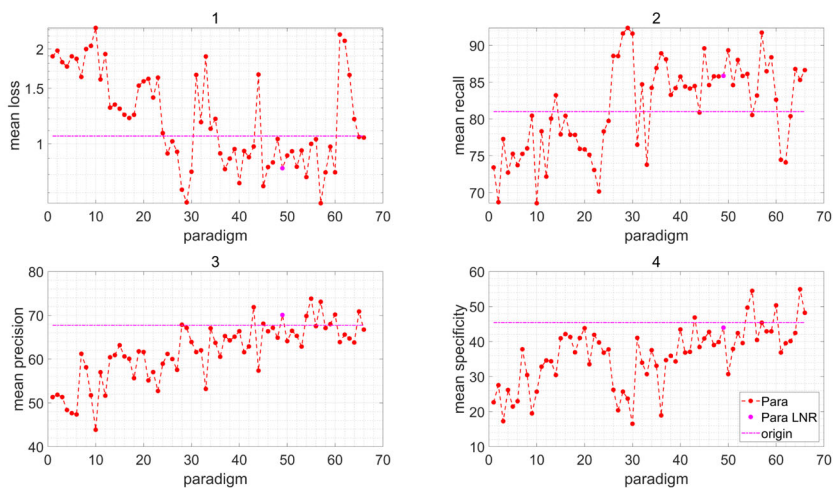 1
mean loss
2
1.5
1
0 10 20 30 40 50 60 70
paradigm
2
mean recall
90
85
80
75
70
0 10 20 30 40 50 60 70
paradigm
3
mean precision
80
70
60
50
40
0 10 20 30 40 50 60 70
paradigm
4
mean specificity
60
50
40
30
20
10
0 10 20 30 40 50 60 70
paradigm
Para
Para LNR
origin